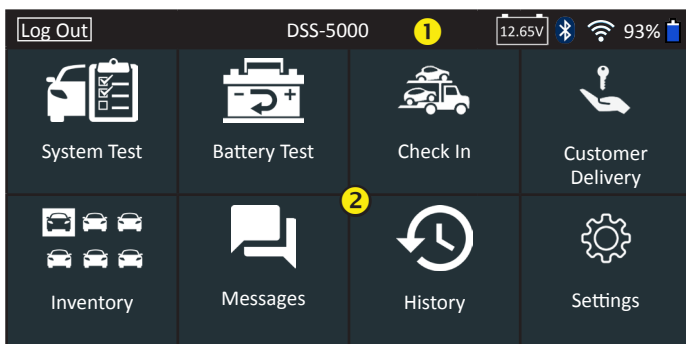 Log Out DSS-5000 1 12.65V 93%
System Test Battery Test Check In Customer
Delivery
2
Inventory Messages History Settings